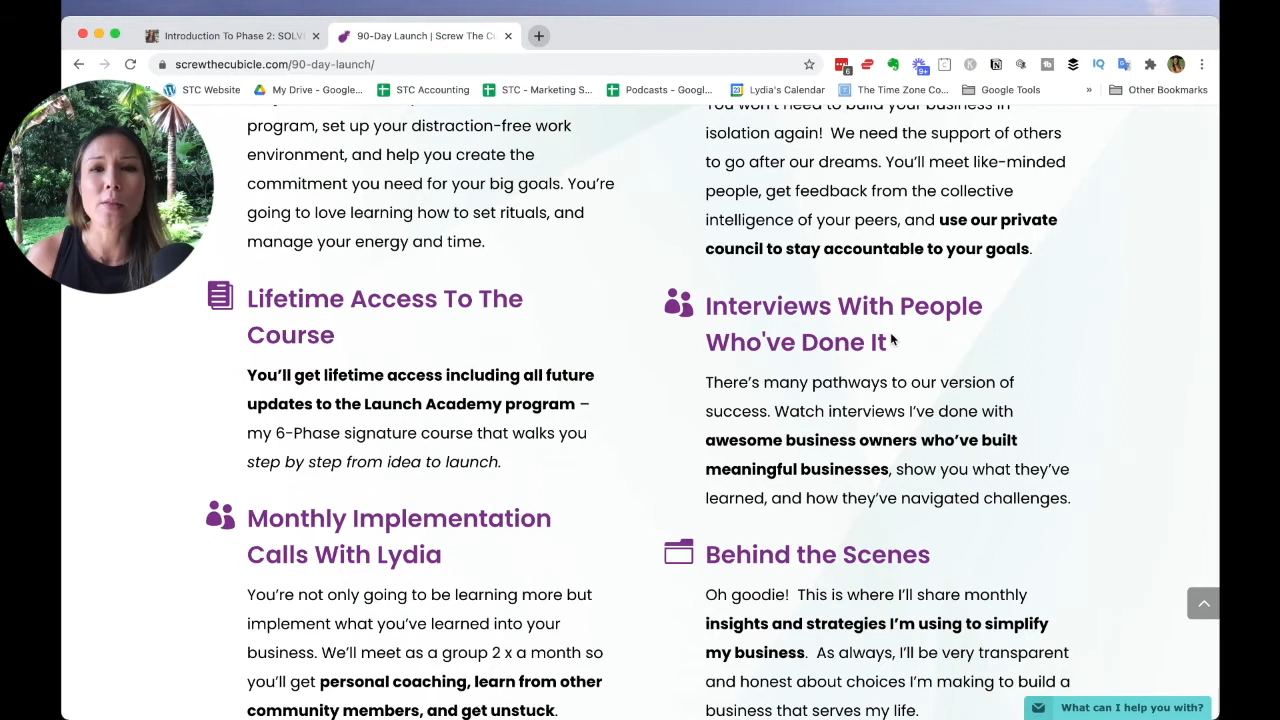 Introduction To Phase 2: SOLV
90-Day Launch | Screw The Cu
screwthecubicle.com/90-day-launch/
STC Website
My Drive - Google...
STC Accounting
STC - Marketing S...
Podcasts - Googl...
Lydia's Calendar
The Time Zone Co...
Google Tools
»
Other Bookmarks
program, set up your distraction-free work
environment, and help you create the
commitment you need for your big goals. You're
going to love learning how to set rituals, and
manage your energy and time.
Lifetime Access To The
Course
You'll get lifetime access including all future
updates to the Launch Academy program –
my 6-Phase signature course that walks you
step by step from idea to launch.
Monthly Implementation
Calls With Lydia
You're not only going to be learning more but
implement what you've learned into your
business. We'll meet as a group 2 x a month so
you'll get personal coaching, learn from other
community members, and get unstuck.
You won't need to build your business in
isolation again!  We need the support of others
to go after our dreams. You'll meet like-minded
people, get feedback from the collective
intelligence of your peers, and use our private
council to stay accountable to your goals.
Interviews With People
Who've Done It
There's many pathways to our version of
success. Watch interviews I've done with
awesome business owners who've built
meaningful businesses, show you what they've
learned, and how they've navigated challenges.
Behind the Scenes
Oh goodie!  This is where I'll share monthly
insights and strategies I'm using to simplify
my business.  As always, I'll be very transparent
and honest about choices I'm making to build a
business that serves my life.
What can I help you with?